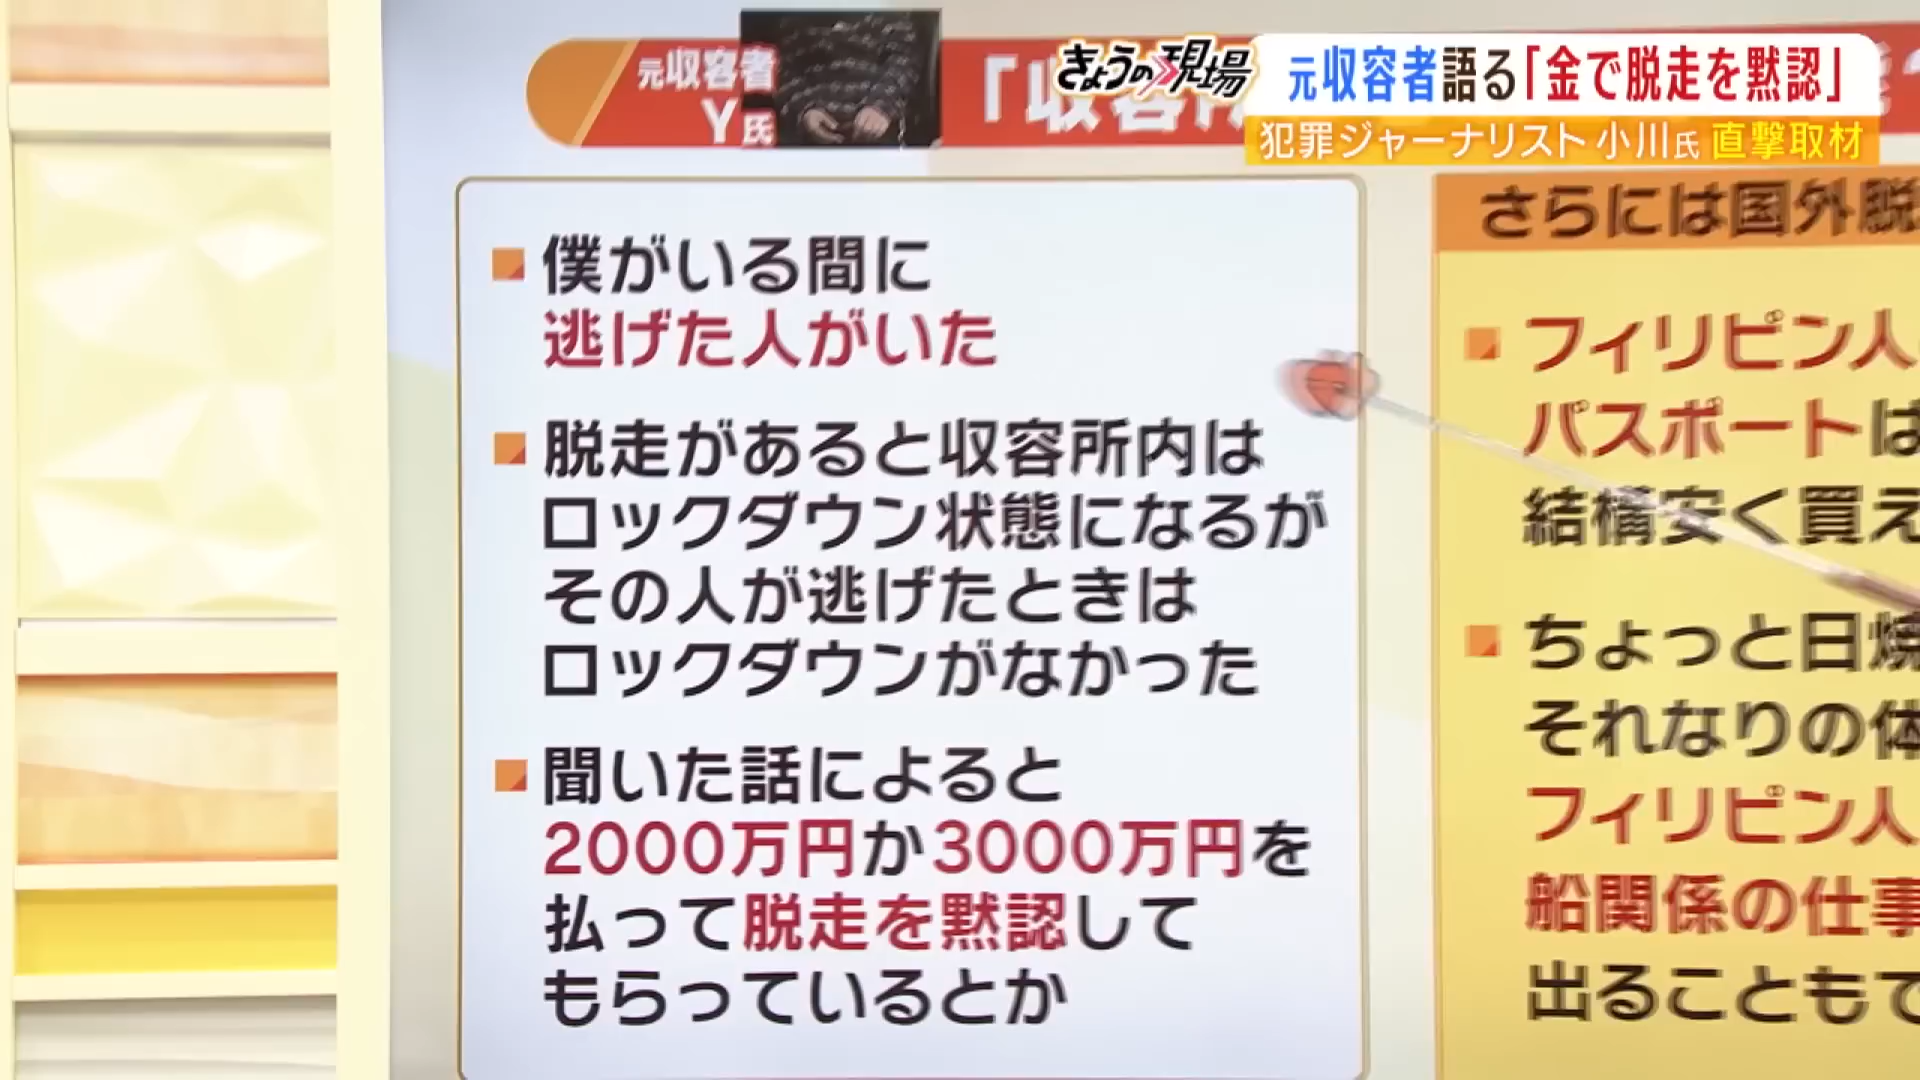 元収容者
Y氏
「収容所
きょうの現場
元収容者語る「金で脱走を黙認」
犯罪ジャーナリスト 小川氏 直撃取材
僕がいる間に
逃げた人がいた
脱走があると収容所内は
ロックダウン状態になるが
その人が逃げたときは
ロックダウンがなかった
聞いた話によると
2000万円か3000万円を
払って脱走を黙認して
もらっているとか
さらには国外脱
フィリピン人
パスポートは
結構安く買え
ちょっと日焼
それなりの体
フィリピン人
船関係の仕事
出ることもで